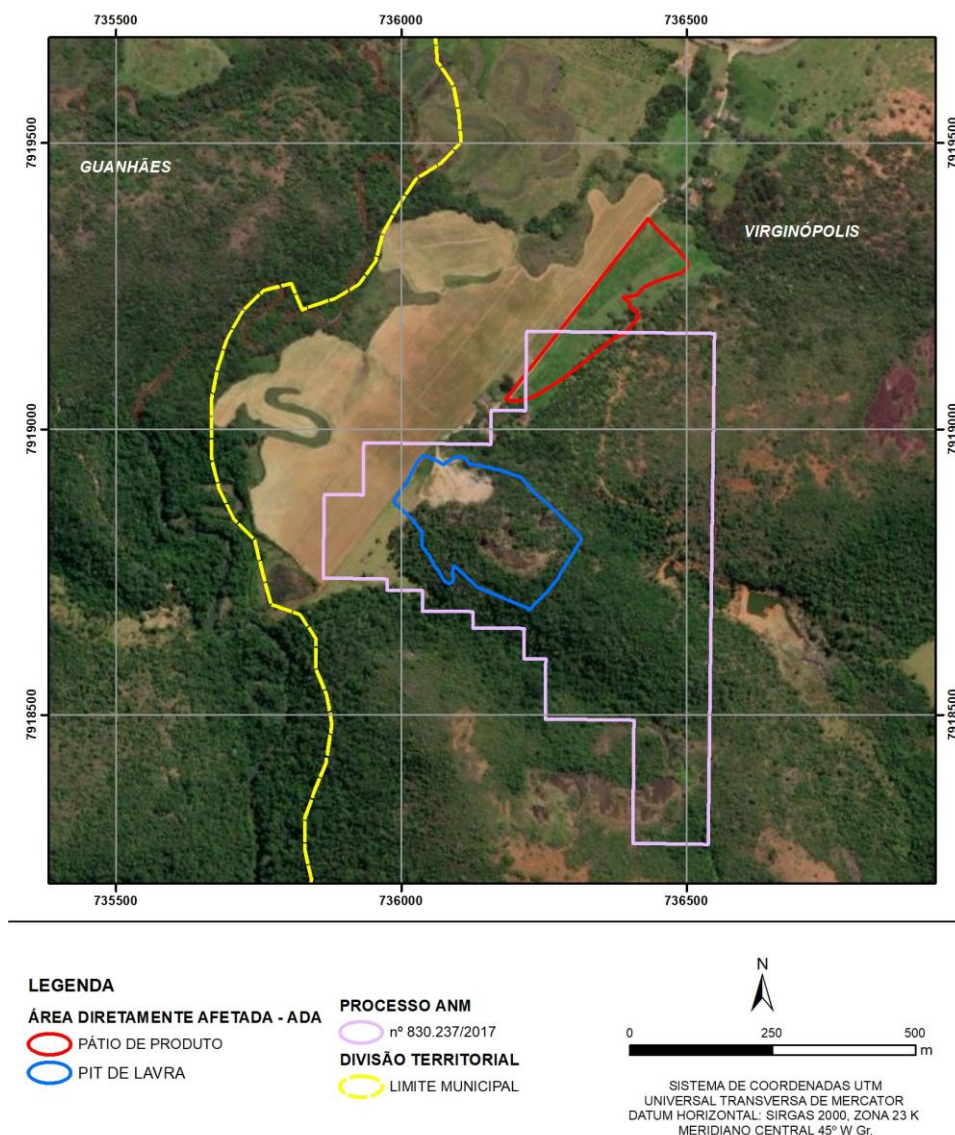 735500 736000 736500
7919500 7919500
GUANHÃES
VIRGINÓPOLIS
7919000 7919000
7918500 7918500
735500 736000 736500
LEGENDA
ÁREA DIRETAMENTE AFETADA - ADA
PÁTIO DE PRODUTO
PIT DE LAVRA
PROCESSO ANM
nº 830.237/2017
DIVISÃO TERRITORIAL
LIMITE MUNICIPAL
N
0 250 500
m
SISTEMA DE COORDENADAS UTM
UNIVERSAL TRANSVERSA DE MERCATOR
DATUM HORIZONTAL: SIRGAS 2000, ZONA 23 K
MERIDIANO CENTRAL 45º W Gr.